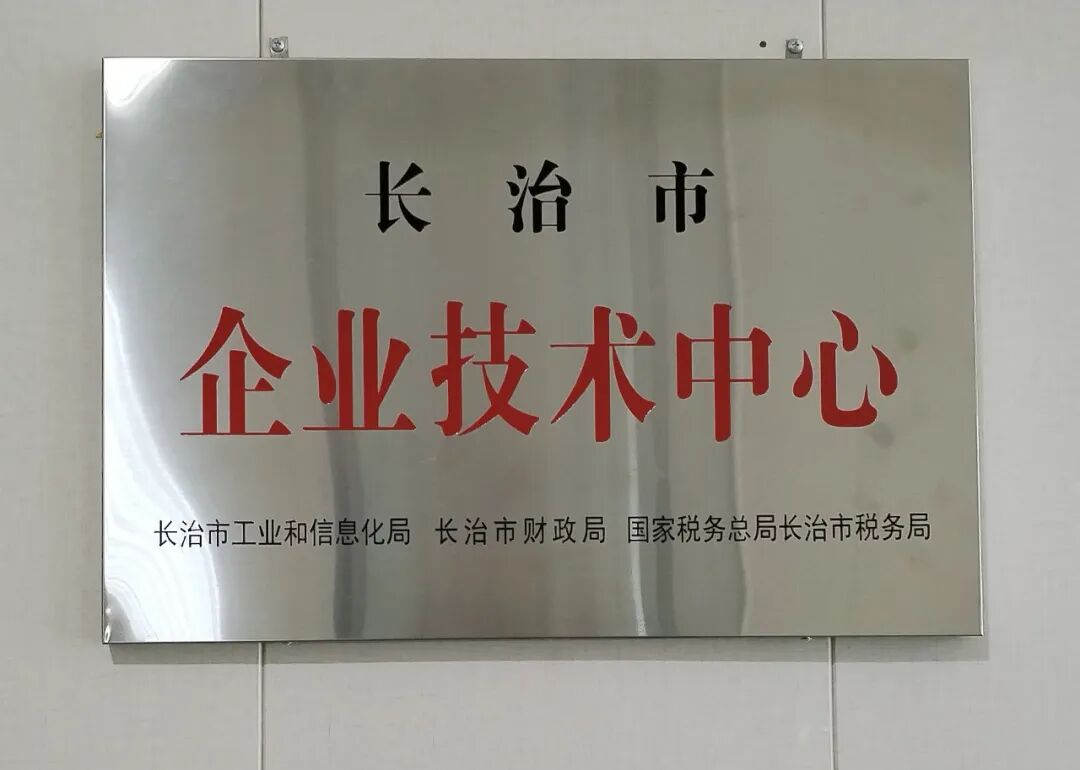 长治市
企业技术中心
长治市工业和信息化局 长治市财政局 国家税务总局长治市税务局